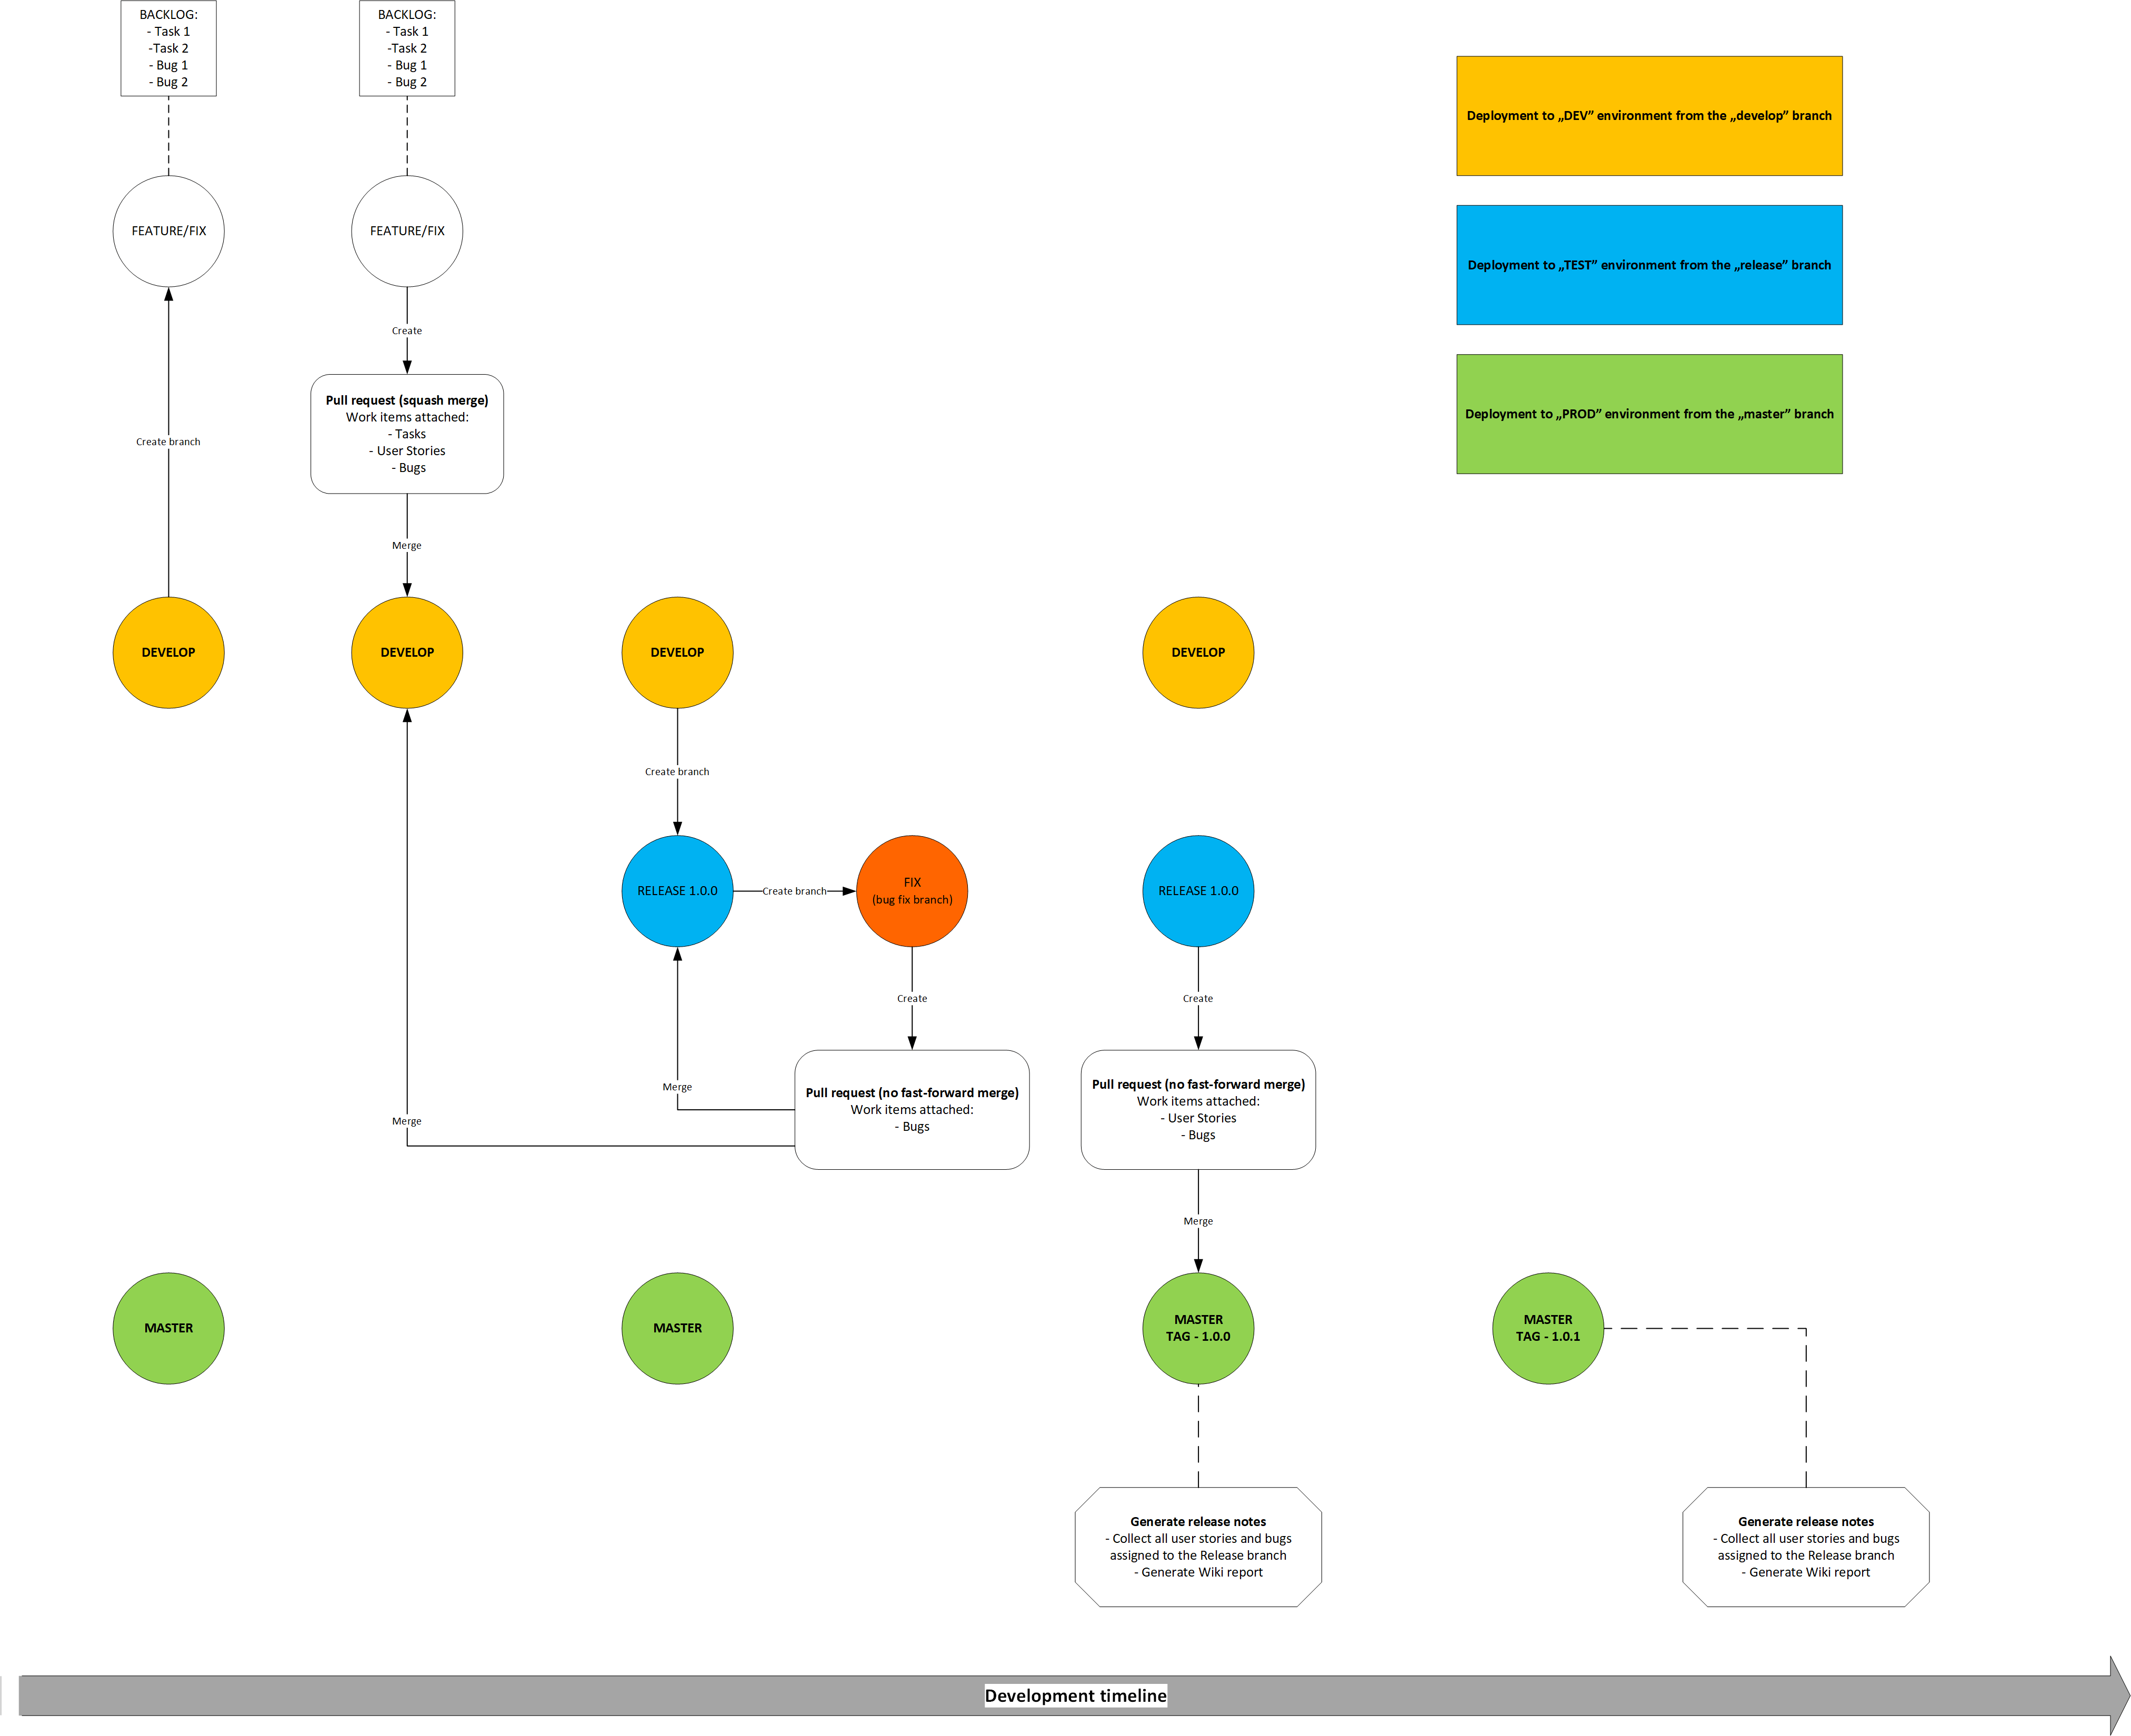 BACKLOG:
- Task 1
-Task 2
- Bug 1
- Bug 2
BACKLOG:
- Task 1
-Task 2
- Bug 1
- Bug 2
Deployment to „DEV” environment from the „develop” branch
Deployment to „TEST” environment from the „release” branch
Deployment to „PROD” environment from the „master” branch
FEATURE/FIX
FEATURE/FIX
Create
Pull request (squash merge)
Work items attached:
- Tasks
- User Stories
- Bugs
Create branch
Merge
DEVELOP
DEVELOP
DEVELOP
DEVELOP
Create branch
RELEASE 1.0.0
Create branch
FIX
(bug fix branch)
RELEASE 1.0.0
Create
Create
Merge
Merge
Pull request (no fast-forward merge)
Work items attached:
- Bugs
Pull request (no fast-forward merge)
Work items attached:
- User Stories
- Bugs
Merge
MASTER
MASTER
MASTER
TAG - 1.0.0
MASTER
TAG - 1.0.1
Generate release notes
- Collect all user stories and bugs
assigned to the Release branch
- Generate Wiki report
Generate release notes
- Collect all user stories and bugs
assigned to the Release branch
- Generate Wiki report
Development timeline